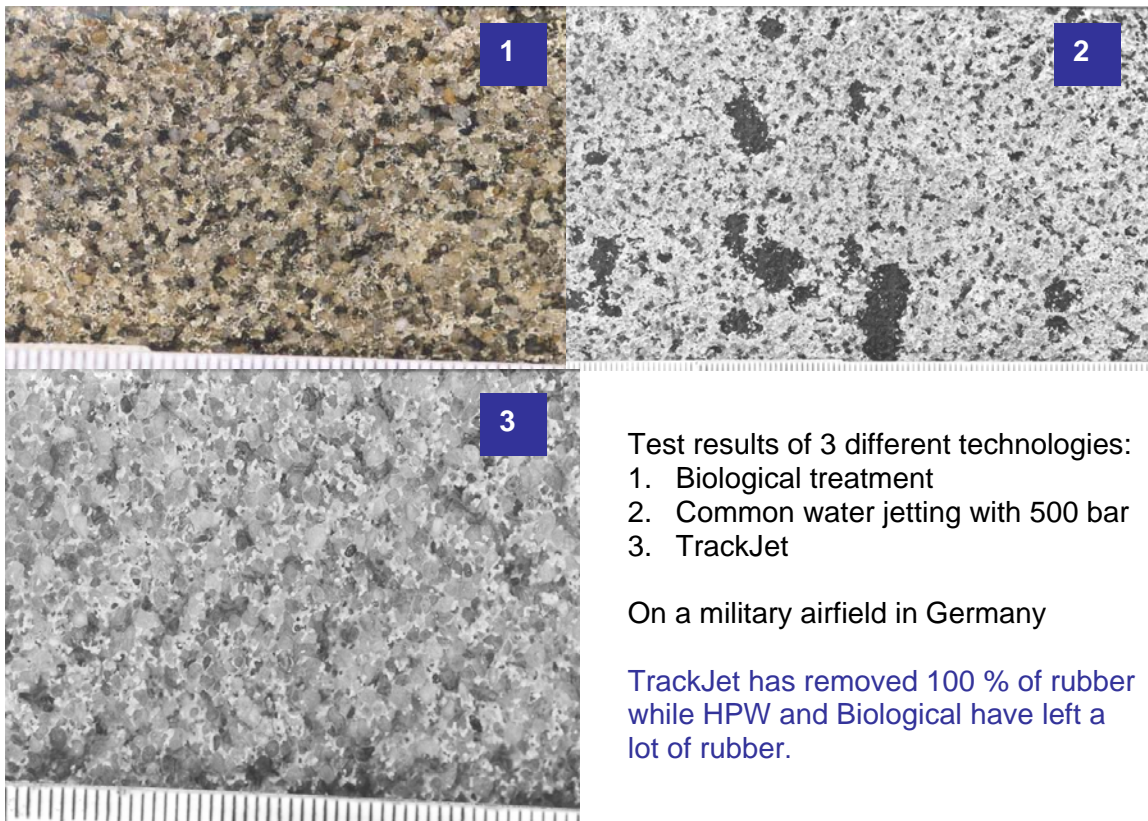 1
2
3
Test results of 3 different technologies:
1. Biological treatment
2. Common water jetting with 500 bar
3. TrackJet
On a military airfield in Germany
TrackJet has removed 100 % of rubber
while HPW and Biological have left a
lot of rubber.